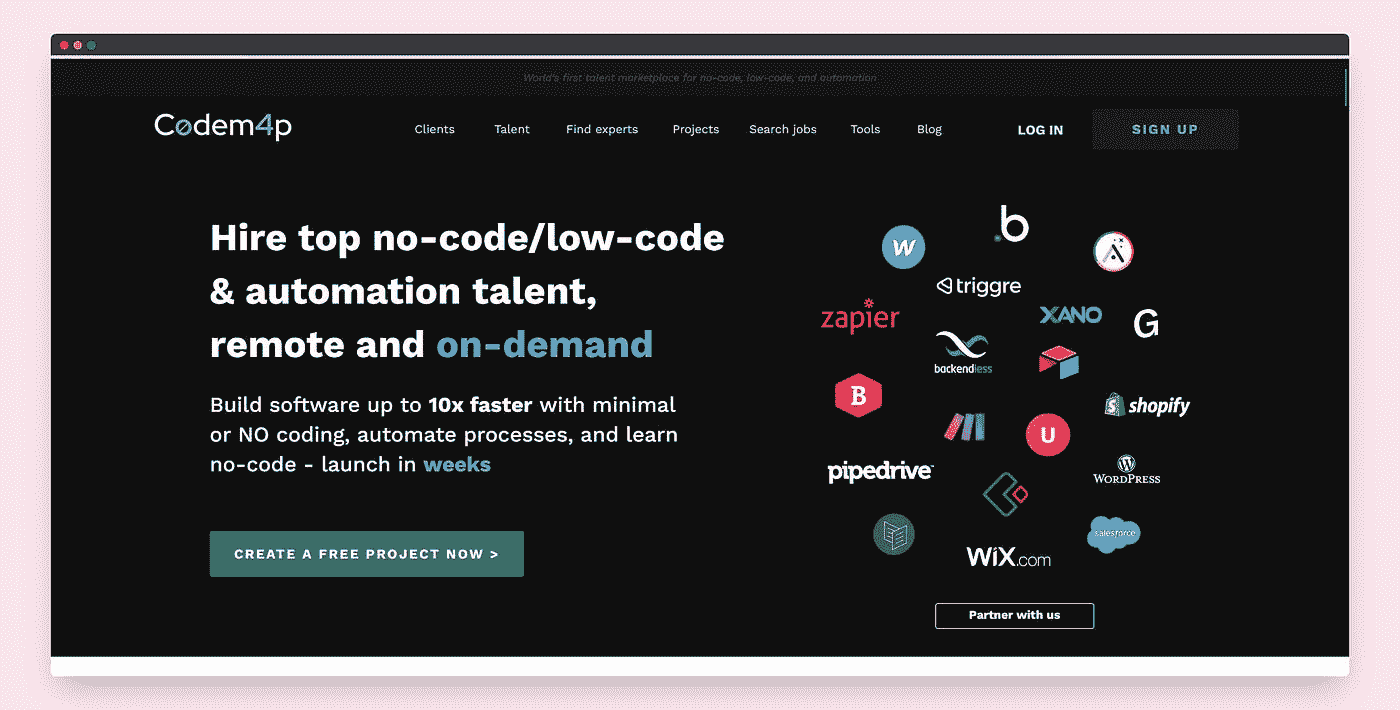 World's first talent marketplace for no-code, low-code, and automation
Cødem4p
Clients Talent Find experts Projects Search jobs Tools Blog LOG IN SIGN UP
Hire top no-code/low-code
& automation talent,
remote and on-demand
Build software up to 10x faster with minimal
or NO coding, automate processes, and learn
no-code - launch in weeks
CREATE A FREE PROJECT NOW >
.b
W
triggre
zapier
XANO
G
backendless
B
shopify
U
pipedrive
WORDPRESS
salesforce
WiX.com
Partner with us